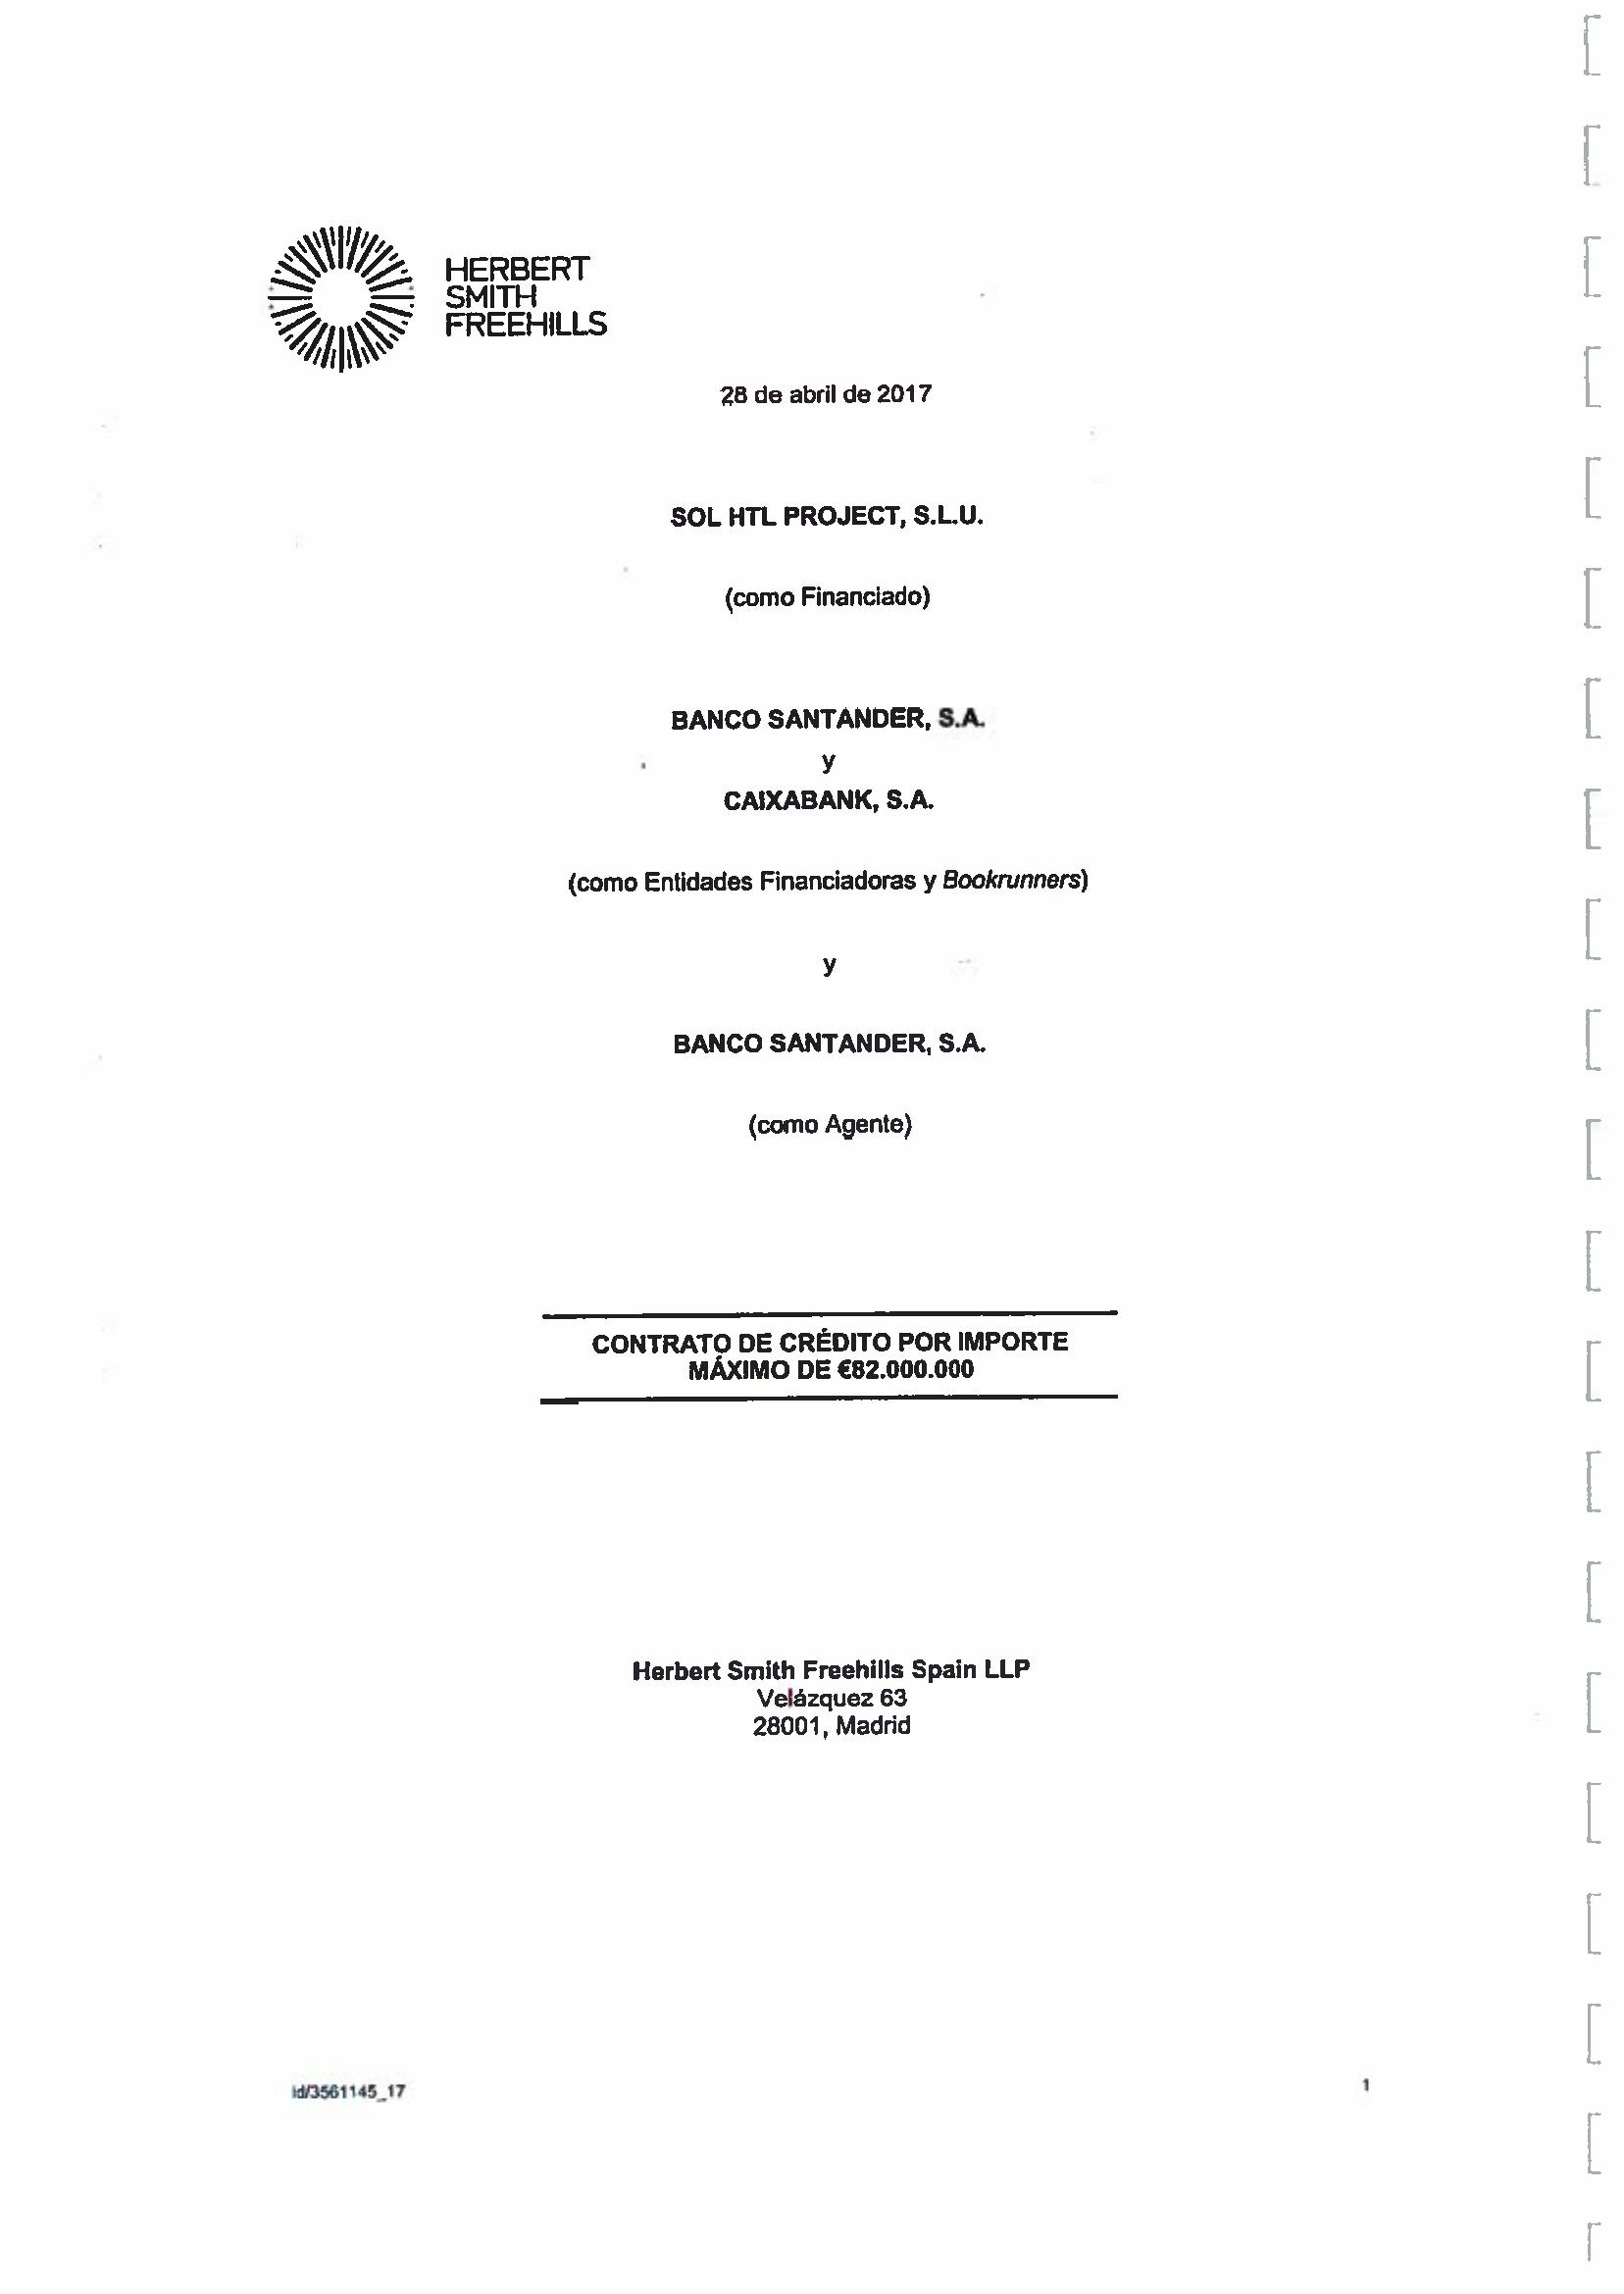 HERBERT
SMITH
FREEHILLS
28 de abril de 2017
SOL HTL PROJECT, S.L.U.
(como Financiado)
BANCO SANTANDER, S.A.
y
CAIXABANK, S.A.
(como Entidades Financiadoras y Bookrunners)
y
BANCO SANTANDER, S.A.
(como Agente)
CONTRATO DE CRÉDITO POR IMPORTE
MÁXIMO DE €82.000.000
Herbert Smith Freehills Spain LLP
Velázquez 63
28001, Madrid
id/3561145_17
1